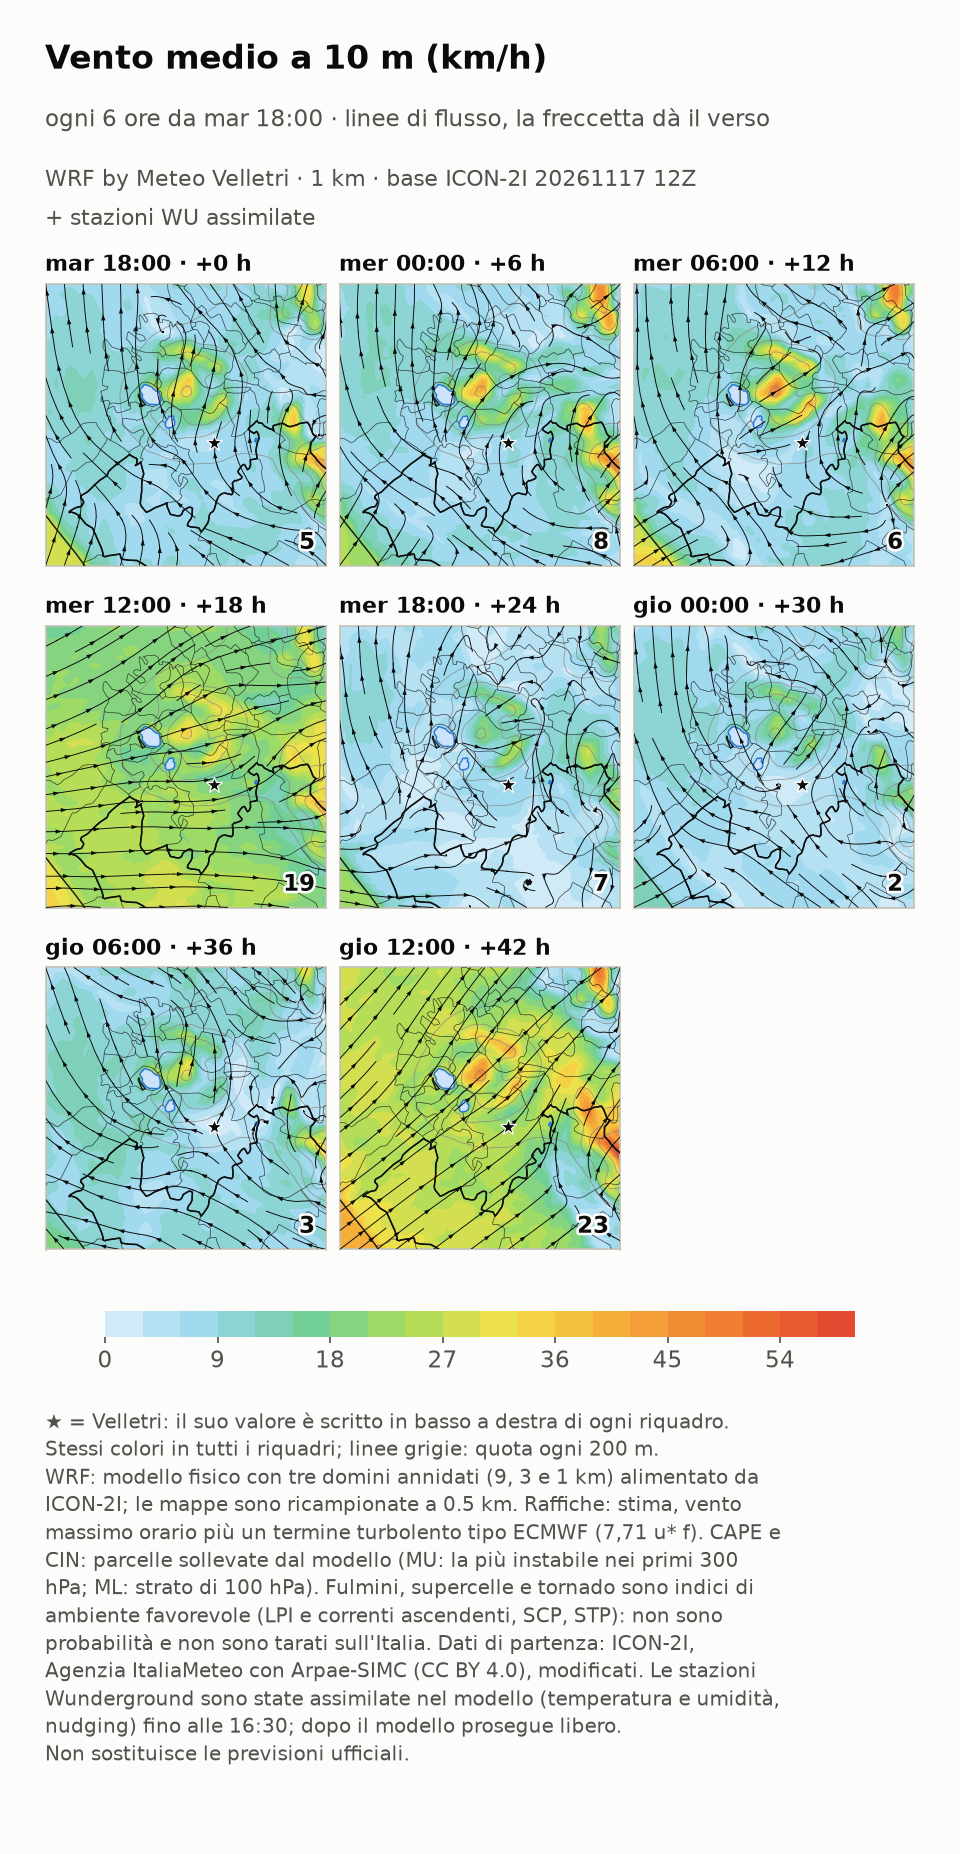 Vento medio a 10 m (km/h)
ogni 6 ore da mar 18:00 · linee di flusso, la freccetta dà il verso
WRF by Meteo Velletri · 1 km · base ICON-2I 20261117 12Z
+ stazioni WU assimilate
mar 18:00 · +0 h
mer 00:00 · +6 h
mer 06:00 · +12 h
5
8
6
mer 12:00 · +18 h
mer 18:00 · +24 h
gio 00:00 · +30 h
19
7
2
gio 06:00 · +36 h
gio 12:00 · +42 h
3
23
0 9 18 27 36 45 54
★ = Velletri: il suo valore è scritto in basso a destra di ogni riquadro.
Stessi colori in tutti i riquadri; linee grigie: quota ogni 200 m.
WRF: modello fisico con tre domini annidati (9, 3 e 1 km) alimentato da
ICON-2I; le mappe sono ricampionate a 0.5 km. Raffiche: stima, vento
massimo orario più un termine turbolento tipo ECMWF (7,71 u* f). CAPE e
CIN: parcelle sollevate dal modello (MU: la più instabile nei primi 300
hPa; ML: strato di 100 hPa). Fulmini, supercelle e tornado sono indici di
ambiente favorevole (LPI e correnti ascendenti, SCP, STP): non sono
probabilità e non sono tarati sull'Italia. Dati di partenza: ICON-2I,
Agenzia ItaliaMeteo con Arpae-SIMC (CC BY 4.0), modificati. Le stazioni
Wunderground sono state assimilate nel modello (temperatura e umidità,
nudging) fino alle 16:30; dopo il modello prosegue libero.
Non sostituisce le previsioni ufficiali.